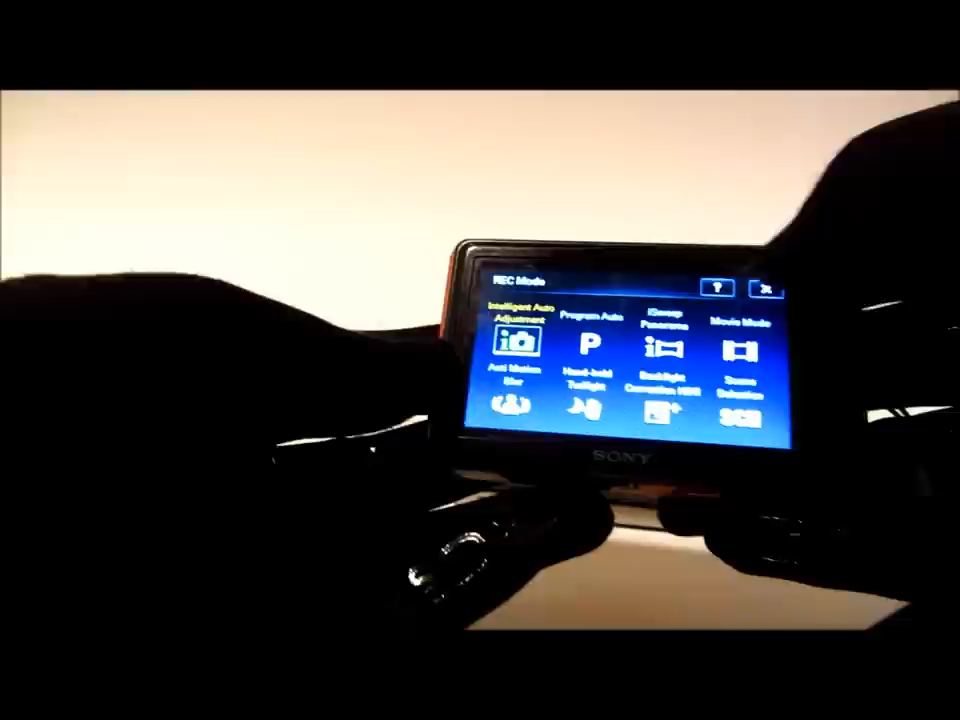 REC Mode
? X
Intelligent Auto
Adjustment
Program Auto
iSweep
Panorama
Movie Mode
i
P
i
Anti Motion
Blur
Hand-held
Twilight
Backlight
Correction HDR
Scene
Selection
SCN
SONY